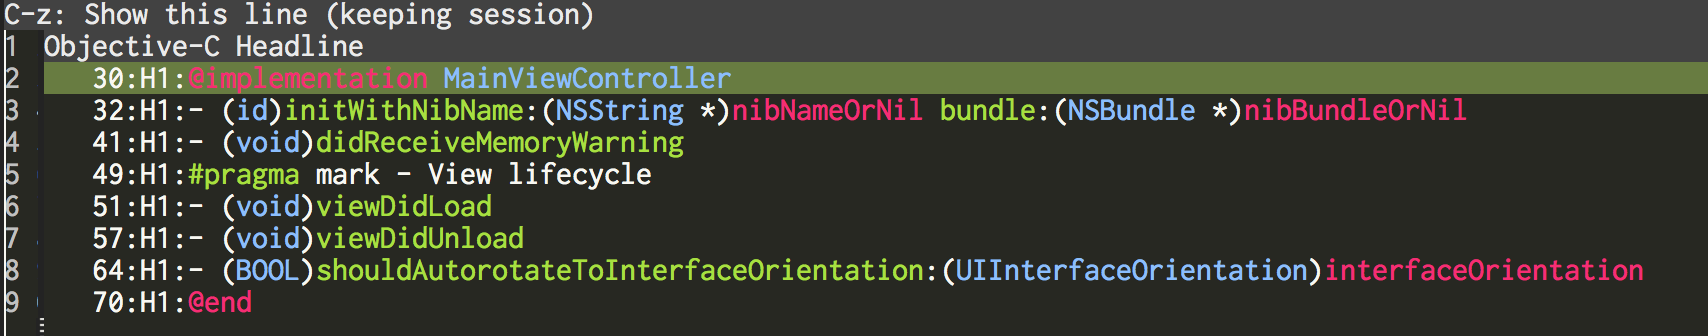 C-z: Show this line (keeping session)
1 Objective-C Headline
2 30:H1:@implementation MainViewController
3 32:H1:- (id)initWithNibName:(NSString *)nibNameOrNil bundle:(NSBundle *)nibBundleOrNil
4 41:H1:- (void)didReceiveMemoryWarning
5 49:H1:#pragma mark - View lifecycle
6 51:H1:- (void)viewDidLoad
7 57:H1:- (void)viewDidUnload
8 64:H1:- (BOOL)shouldAutorotateToInterfaceOrientation:(UIInterfaceOrientation)interfaceOrientation
9 70:H1:@end